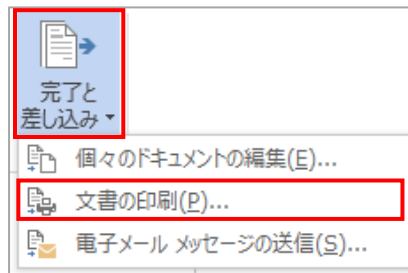 完了と
差し込み
個々のドキュメントの編集(E)...
文書の印刷(P)...
電子メール メッセージの送信(S)...